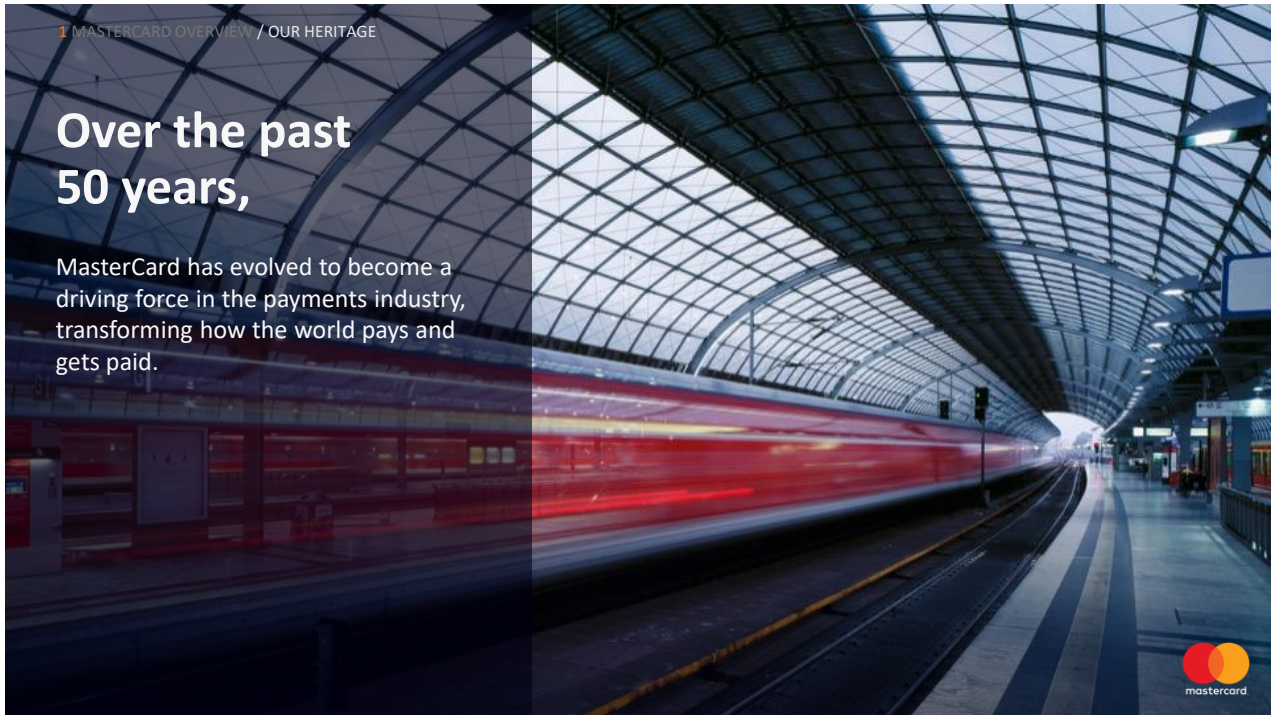 1 MASTERCARD OVERVIEW / OUR HERITAGE
Over the past
50 years,
MasterCard has evolved to become a
driving force in the payments industry,
transforming how the world pays and
gets paid.
mastercard